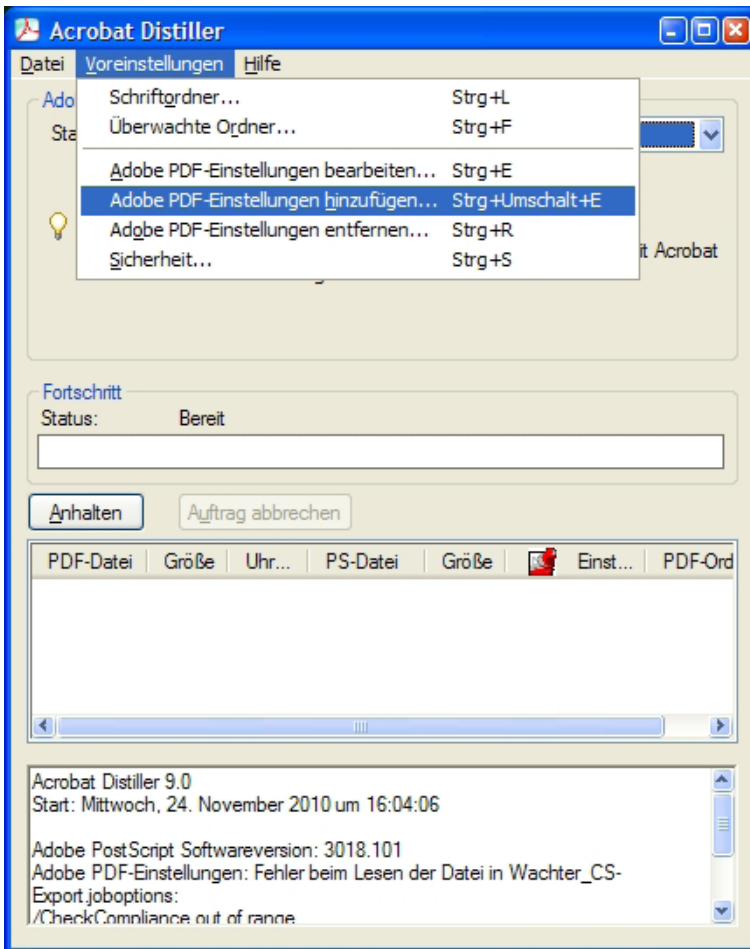 Acrobat Distiller
Datei Voreinstellungen Hilfe
Ado
Schriftordner... Strg+L
Sta
Überwachte Ordner... Strg+F
Adobe PDF-Einstellungen bearbeiten... Strg+E
Adobe PDF-Einstellungen hinzufügen... Strg+Umschalt+E
Adobe PDF-Einstellungen entfernen... Strg+R
it Acrobat
Sicherheit... Strg+S
Fortschritt
Status: Bereit
Anhalten Auftrag abbrechen
PDF-Datei Größe Uhr... PS-Datei Größe Einst... PDF-Ord
Acrobat Distiller 9.0
Start: Mittwoch, 24. November 2010 um 16:04:06
Adobe PostScript Softwareversion: 3018.101
Adobe PDF-Einstellungen: Fehler beim Lesen der Datei in Wachter_CS-
Export.joboptions:
/CheckCompliance out of range